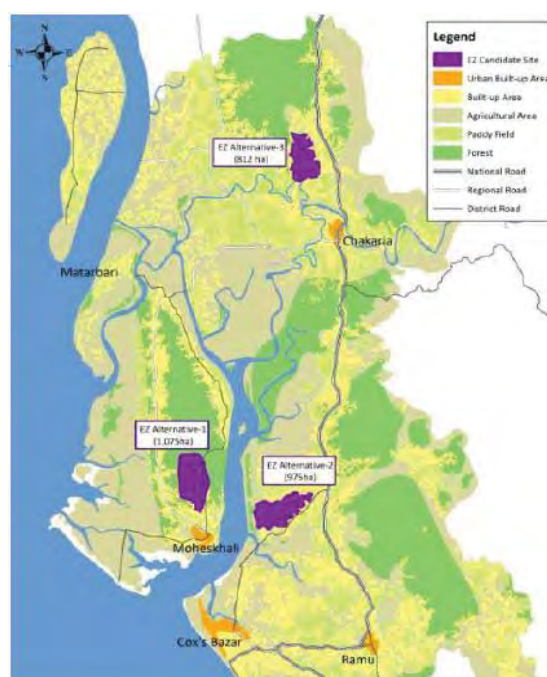 N
W
E
S
Legend
EZ Candidate Site
Urban Built-up Area
Built-up Area
Agricultural Area
Paddy Field
Forest
National Road
Regional Road
District Road
EZ Alternative-3
(812 ha)
Chakaria
Matarbari
EZ Alternative-1
(1,075ha)
EZ Alternative-2
(975ha)
Moheskhali
Cox's Bazar
Ramu